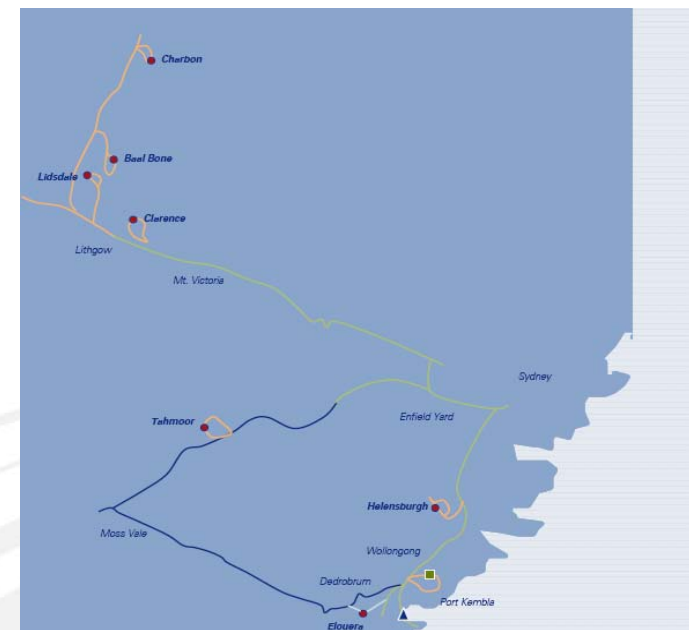 Charbon
Baal Bone
Lidsdale
Clarence
Lithgow
Mt. Victoria
Sydney
Enfield Yard
Tahmoor
Helensburgh
Moss Vale
Wollongong
Dedrobrum
Port Kembla
Elouera